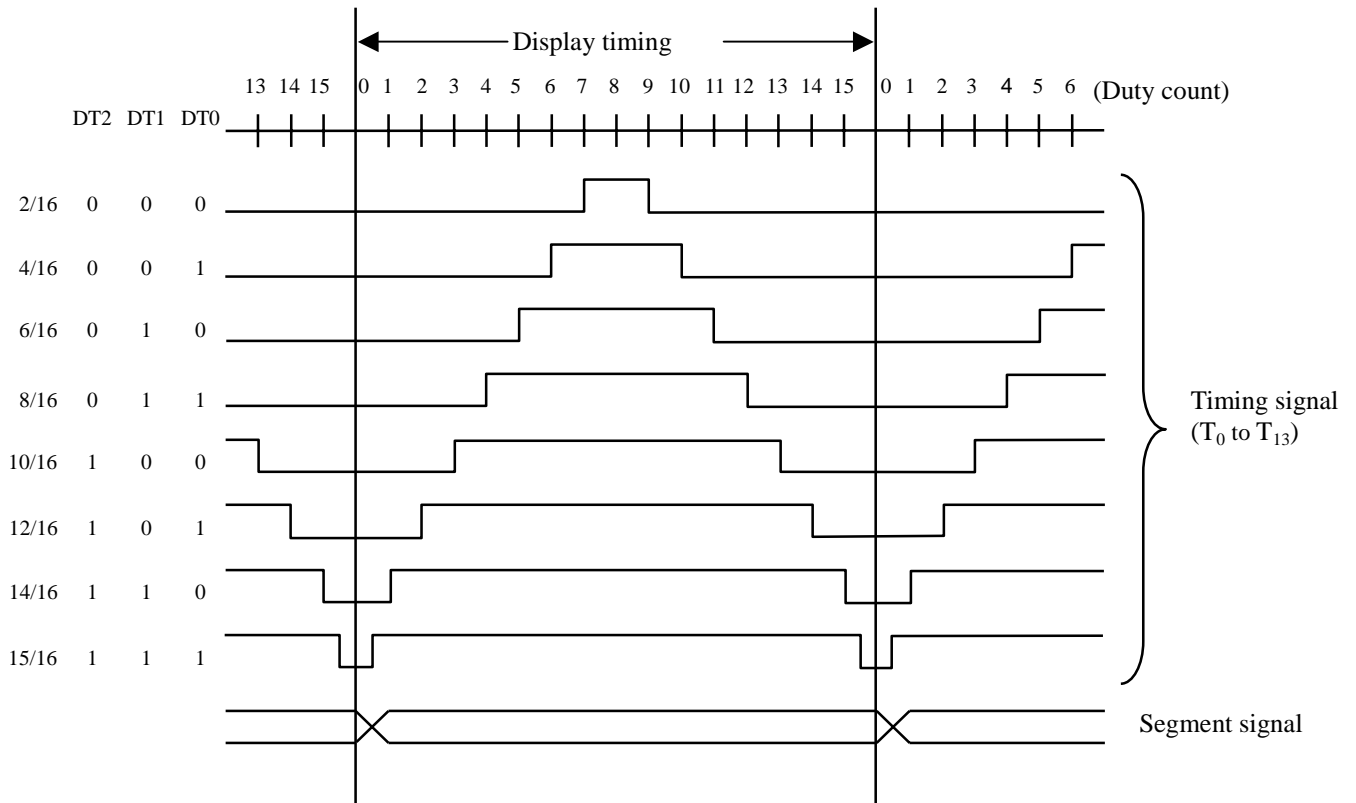 Display timing
13 14 15 0 1 2 3 4 5 6 7 8 9 10 11 12 13 14 15 0 1 2 3 4 5 6 (Duty count)
DT2 DT1 DT0
2/16 0 0 0
4/16 0 0 1
6/16 0 1 0
8/16 0 1 1
10/16 1 0 0
12/16 1 0 1
14/16 1 1 0
15/16 1 1 1
Timing signal
(T0 to T13)
Segment signal